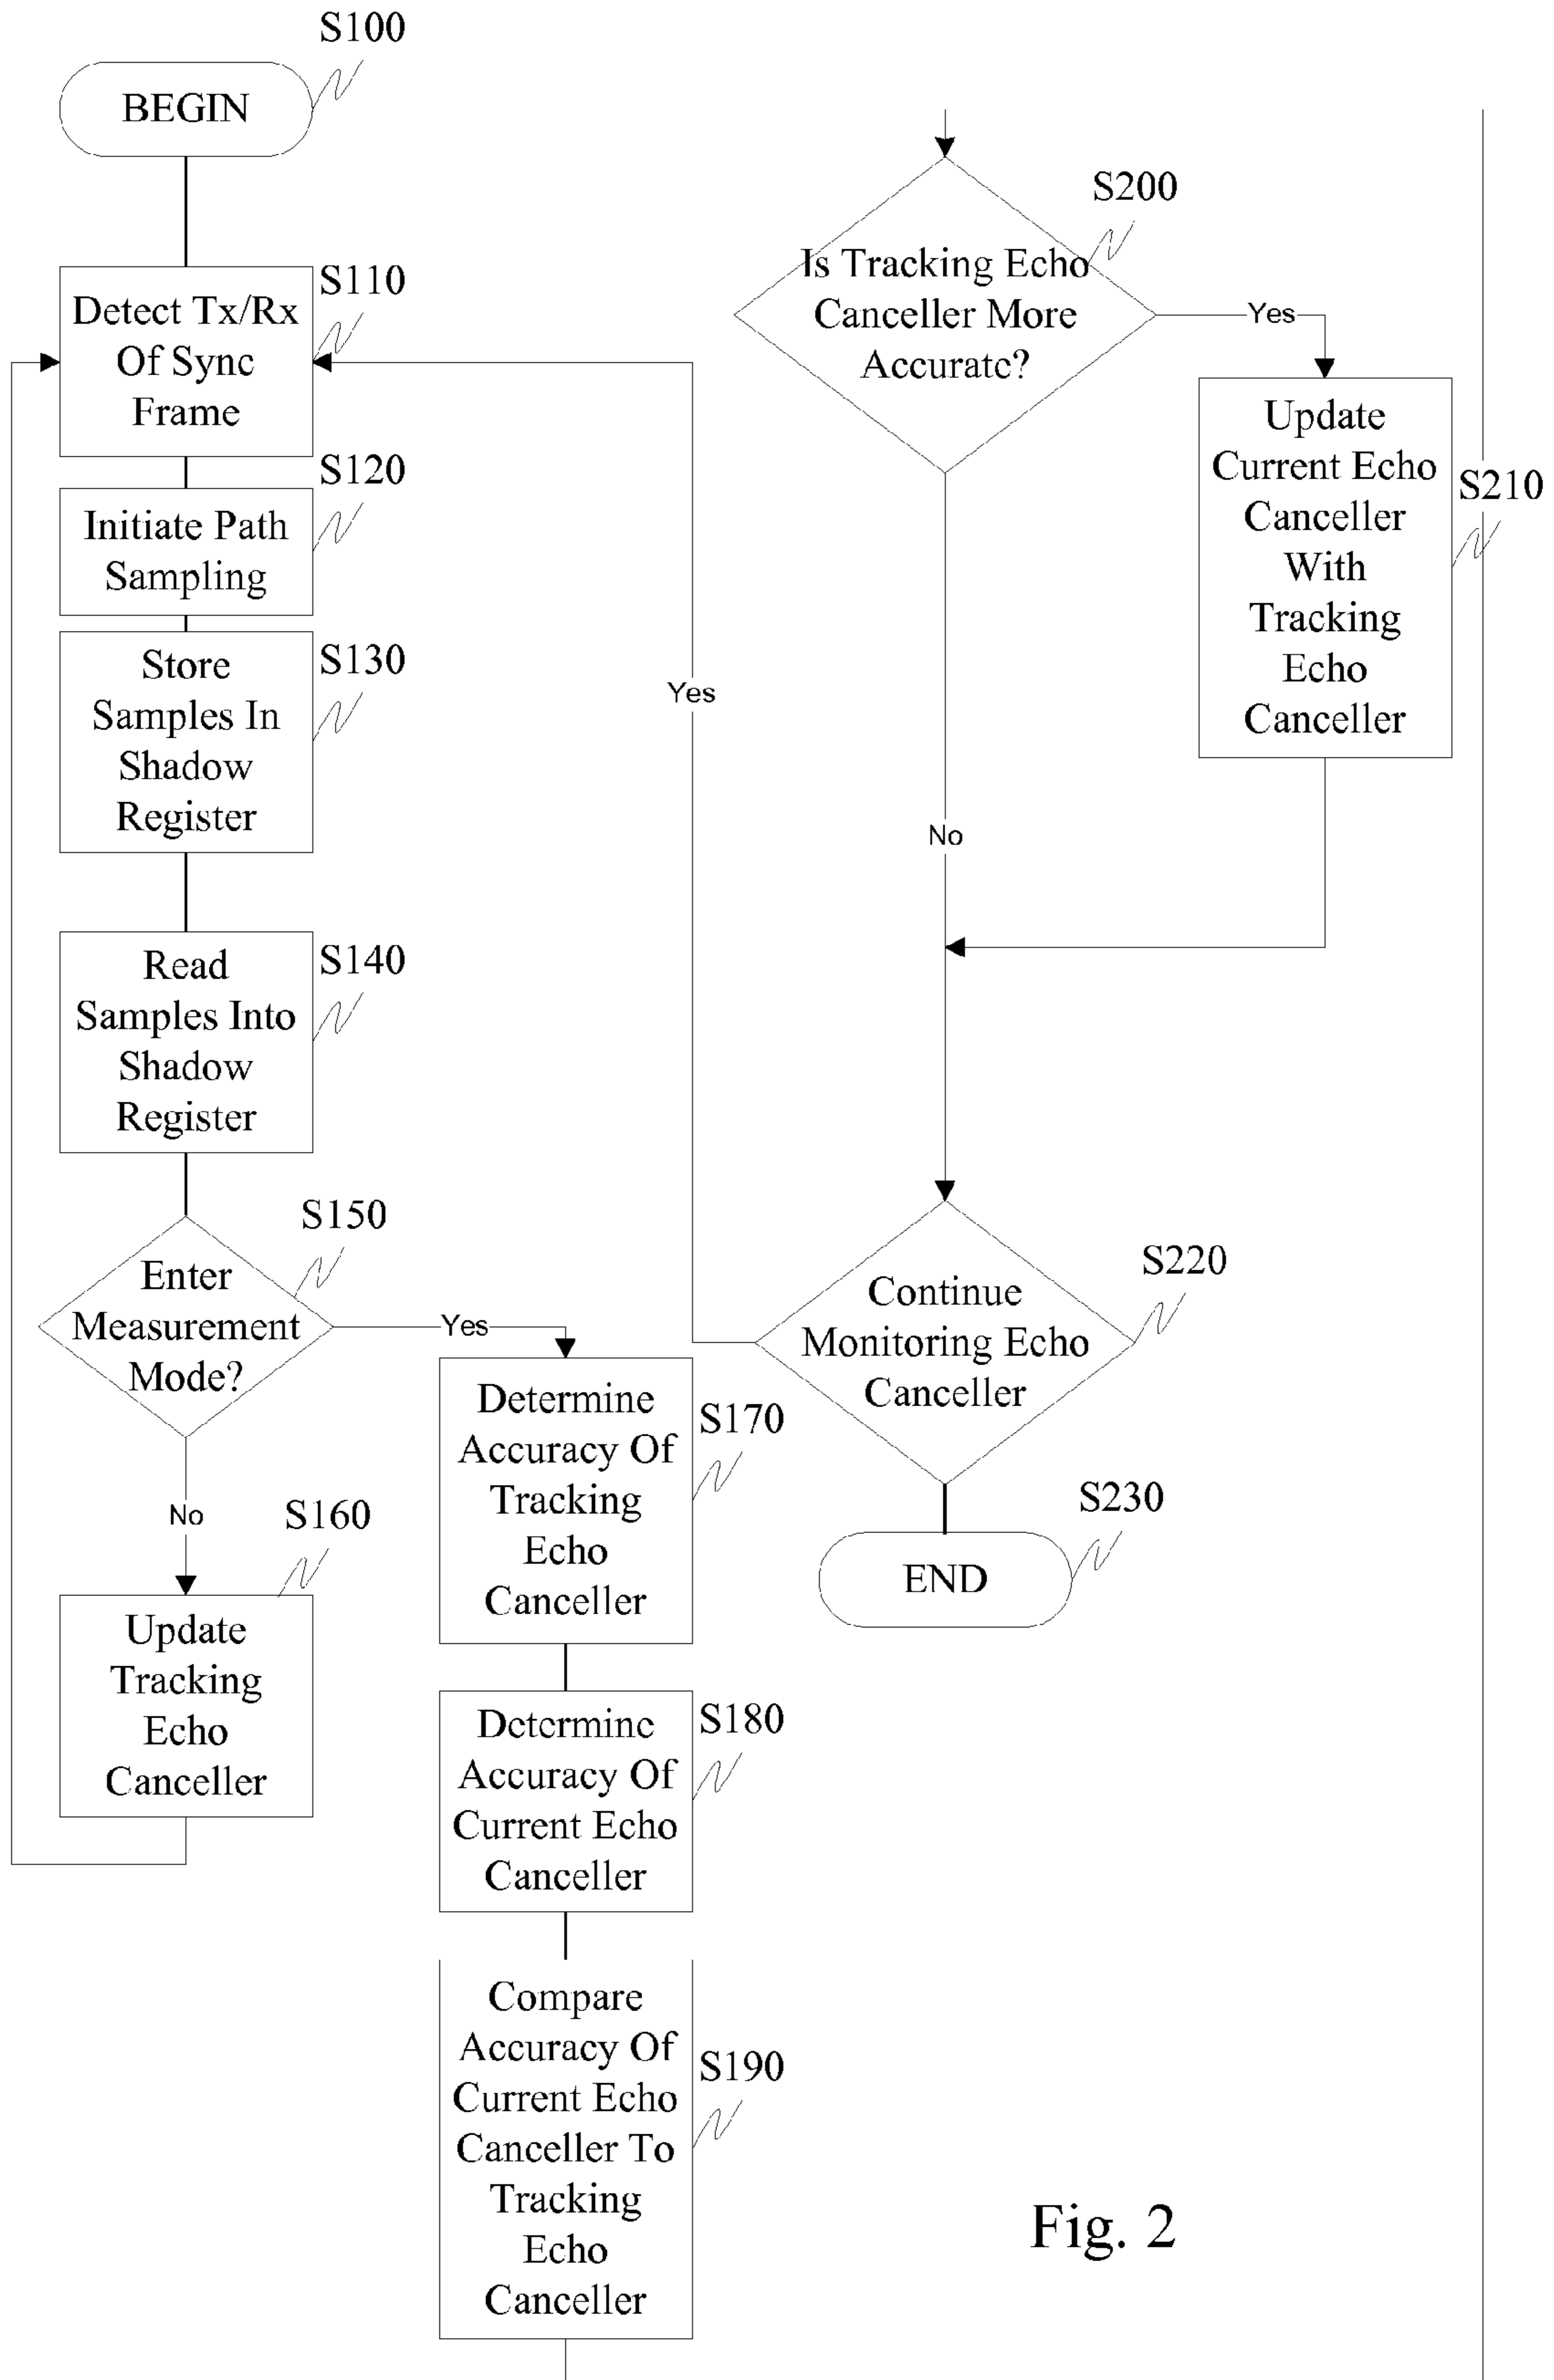 S100
BEGIN
S110
Detect Tx/Rx
Of Sync
Frame
S120
Initiate Path
Sampling
S130
Store
Samples In
Shadow
Register
S140
Read
Samples Into
Shadow
Register
S150
Enter
Measurement
Mode?
Yes
No
S160
Update
Tracking
Echo
Canceller
S170
Determine
Accuracy Of
Tracking
Echo
Canceller
S180
Determine
Accuracy Of
Current Echo
Canceller
S190
Compare
Accuracy Of
Current Echo
Canceller To
Tracking
Echo
Canceller
S200
Is Tracking Echo
Canceller More
Accurate?
Yes
S210
Update
Current Echo
Canceller
With
Tracking
Echo
Canceller
No
Yes
S220
Continue
Monitoring Echo
Canceller
S230
END
Fig. 2